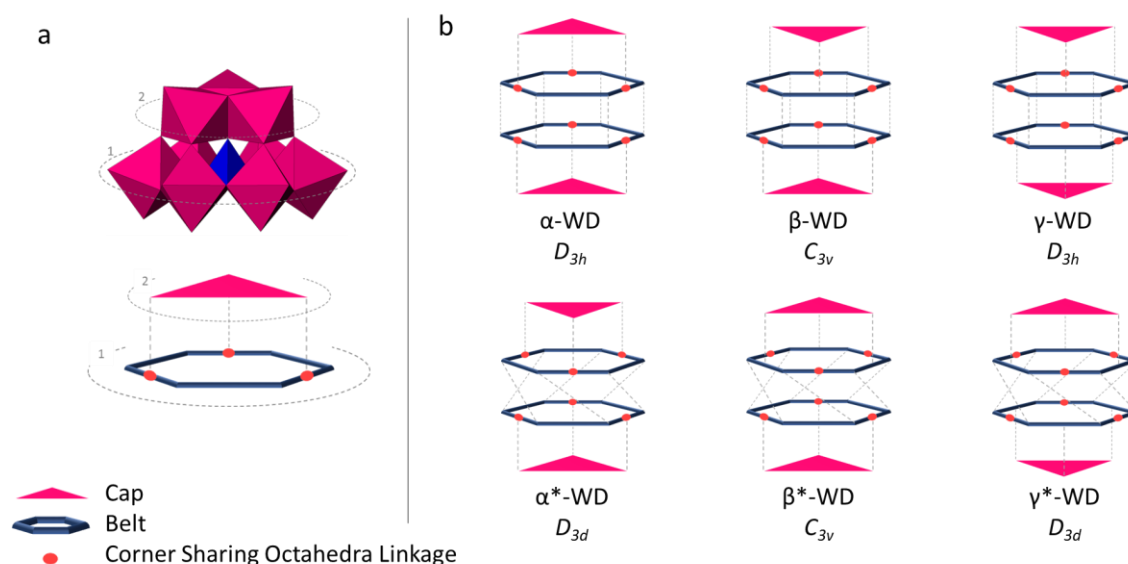 a
2
1
2
1
Cap
Belt
Corner Sharing Octahedra Linkage
b
α-WD
D3h
β-WD
C3v
γ-WD
D3h
α*-WD
D3d
β*-WD
C3v
γ*-WD
D3d